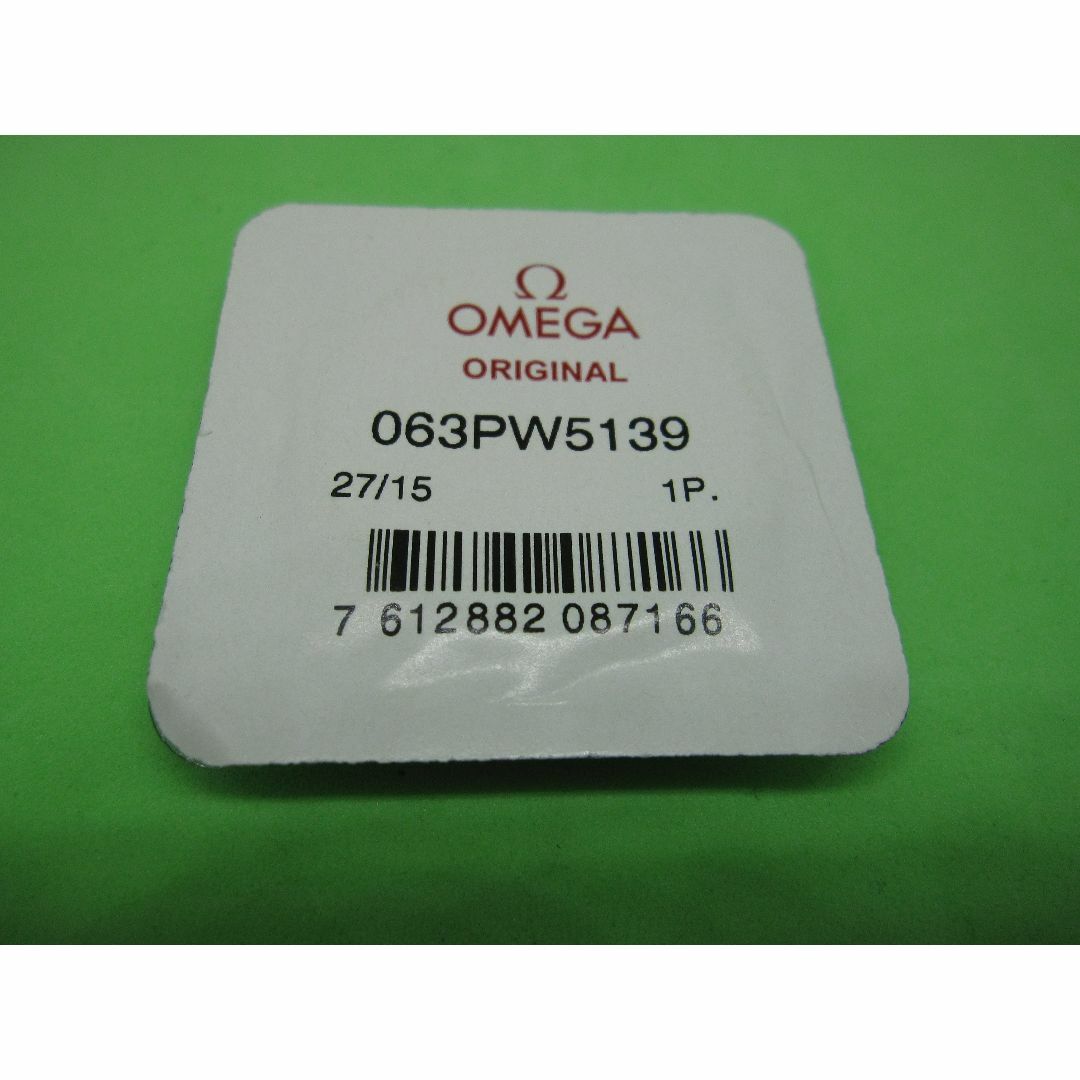 Ω
OMEGA
ORIGINAL
063PW5139
27/15 1P.
7 612882 087166